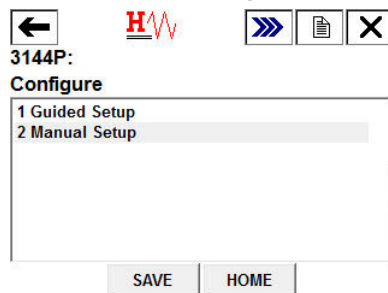 H
3144P:
Configure
1 Guided Setup
2 Manual Setup
SAVE HOME